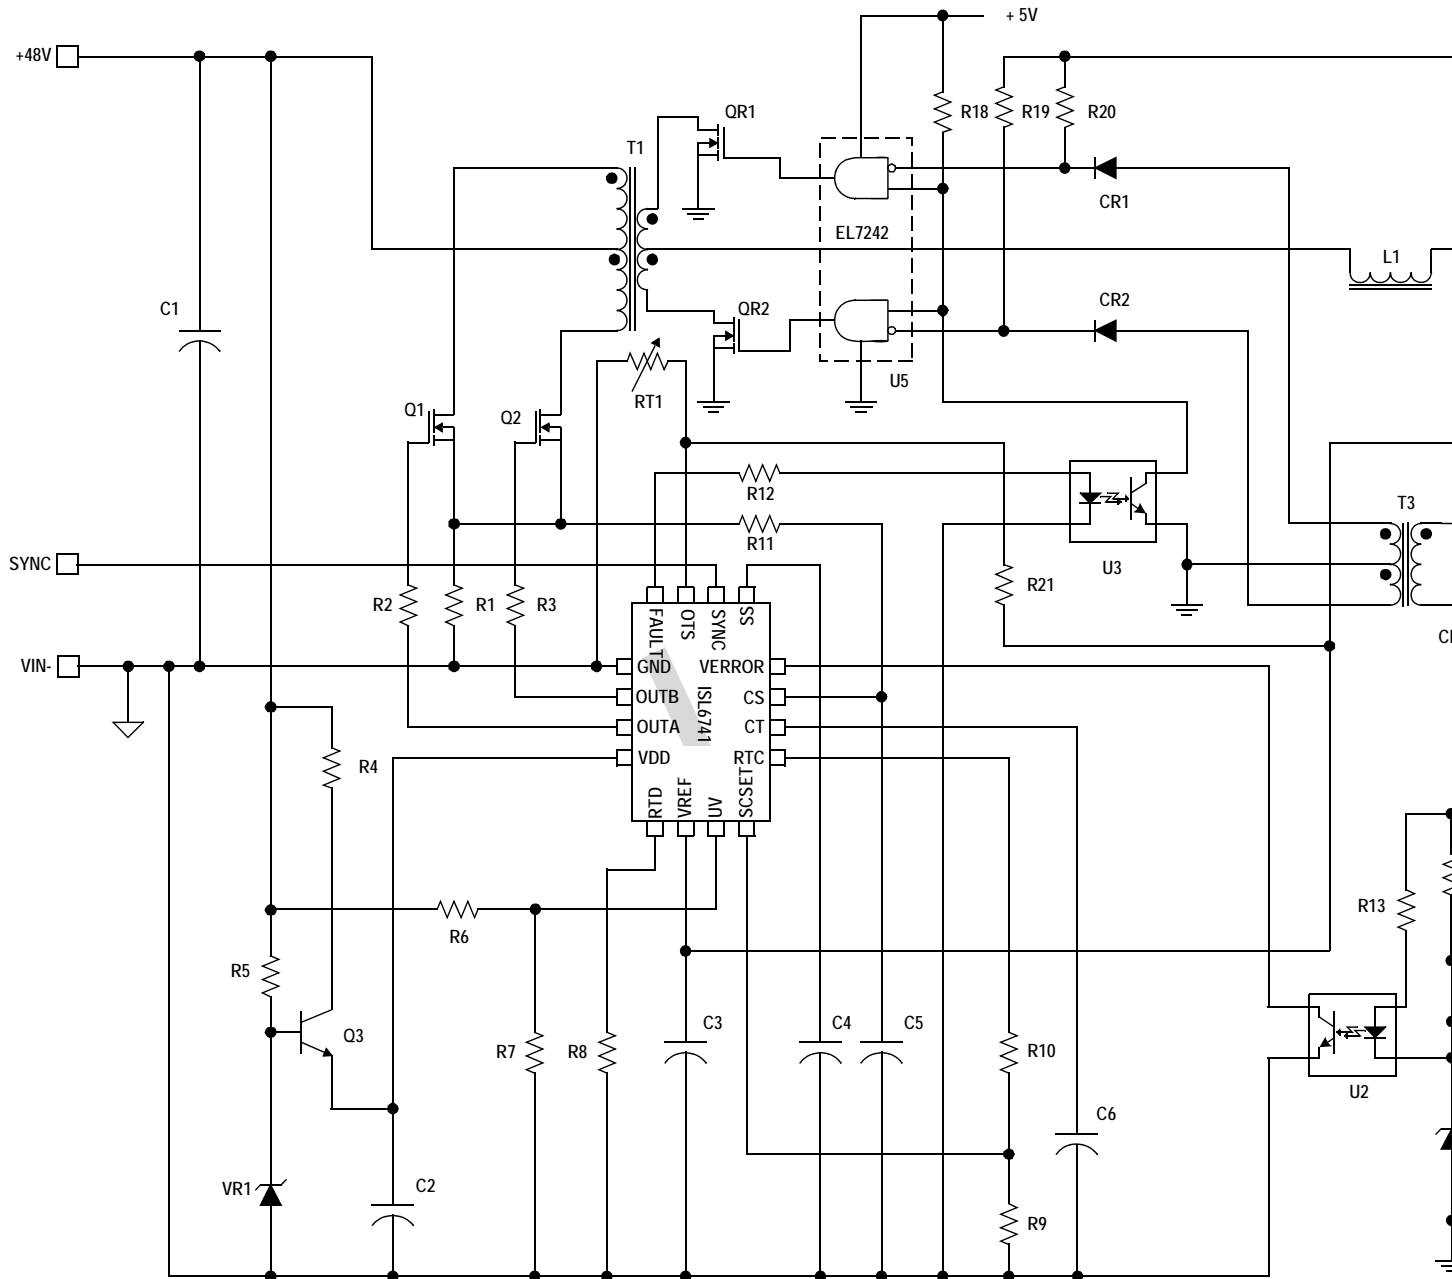 + 5V
+48V
QR1
R18
R19
R20
T1
CR1
EL7242
L1
C1
CR2
QR2
U5
RT1
Q1
Q2
R12
T3
R11
SYNC
U3
R21
R2
R1
R3
FAULT
OTS
SYNC
SS
VIN-
GND
VERROR
OUTB
CS
ISL6741
OUTA
CT
VDD
RTC
R4
RTD
VREF
UV
SCSET
R13
R6
R5
Q3
C3
C4
C5
R7
R8
R10
U2
C6
VR1
C2
R9